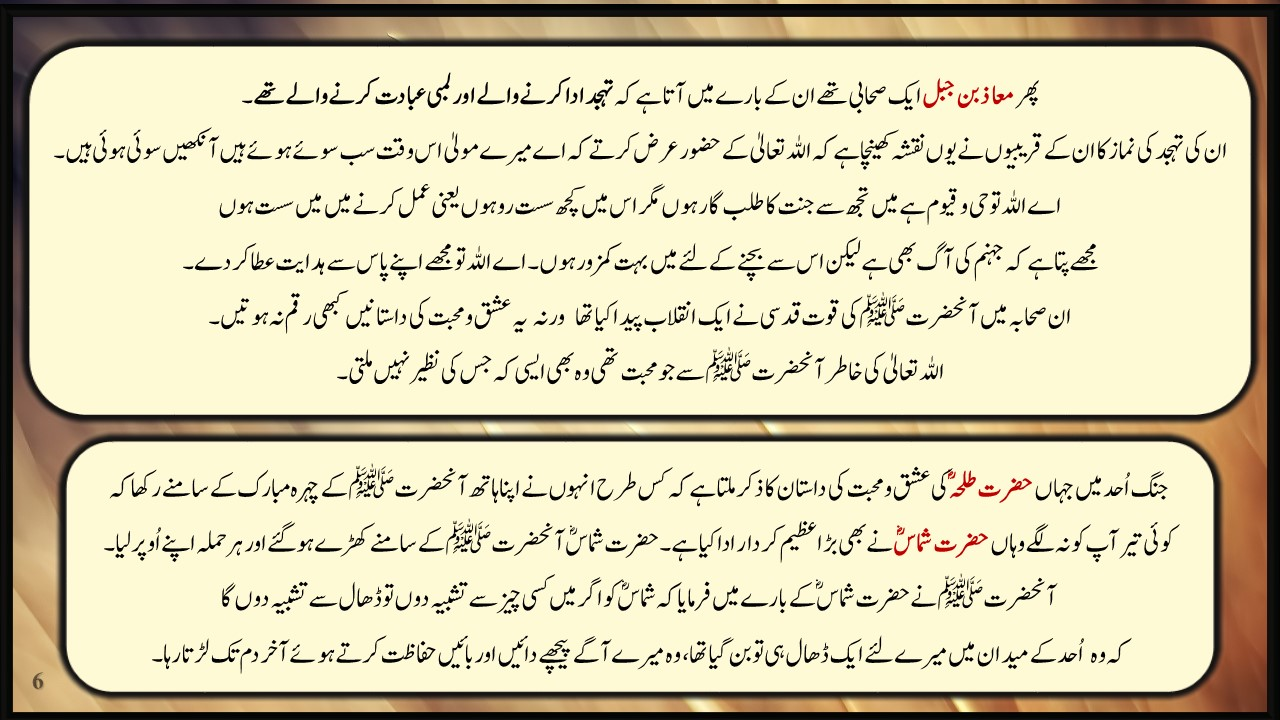 پھر معاذ بن جبل ایک صحابی تھے ان کے بارے میں آتا ہے کہ تہجد ادا کرنے والے اور لمبی عبادت کرنے والے تھے۔
ان کی تہجد کی نماز کا ان کے قریبیوں نے یوں نقشہ کھینچا ہے کہ اللہ تعالیٰ کے حضور عرض کرتے کہ اے میرے مولیٰ اس وقت سب سوئے ہوئے ہیں آنکھیں سوئی ہوئی ہیں۔
اے اللہ تو حی و قیوم ہے میں تجھ سے جنت کا طلب گار ہوں مگر اس میں کچھ سست رو ہوں یعنی عمل کرنے میں میں سست ہوں
مجھے پتا ہے کہ جہنم کی آگ بھی ہے لیکن اس سے بچنے کے لئے میں بہت کمزور ہوں۔ اے اللہ تو مجھے اپنے پاس سے ہدایت عطا کر دے۔
ان صحابہ میں آنحضرت ﷺ کی قوت قدسی نے ایک انقلاب پیدا کیا تھا ورنہ یہ عشق و محبت کی داستانیں کبھی رقم نہ ہوتیں۔
اللہ تعالیٰ کی خاطر آنحضرت ﷺ سے جو محبت تھی وہ بھی ایسی کہ جس کی نظیر نہیں ملتی۔
جنگ اُحد میں جہاں حضرت طلحہؓ کی عشق و محبت کی داستان کا ذکر ملتا ہے کہ کس طرح انہوں نے اپنا ہاتھ آنحضرت ﷺ کے چہرہ مبارک کے سامنے رکھا کہ
کوئی تیر آپ کو نہ لگے وہاں حضرت شماسؓ نے بھی بڑا عظیم کردار ادا کیا ہے۔ حضرت شماسؓ آنحضرت ﷺ کے سامنے کھڑے ہو گئے اور ہر حملہ اپنے اُوپر لیا۔
آنحضرت ﷺ نے حضرت شماسؓ کے بارے میں فرمایا کہ شماسؓ کو اگر میں کسی چیز سے تشبیہ دوں تو ڈھال سے تشبیہ دوں گا
کہ وہ اُحد کے میدان میں میرے لئے ایک ڈھال ہی تو بن گیا تھا، وہ میرے آگے پیچھے دائیں اور بائیں حفاظت کرتے ہوئے آخر دم تک لڑتا رہا۔
6